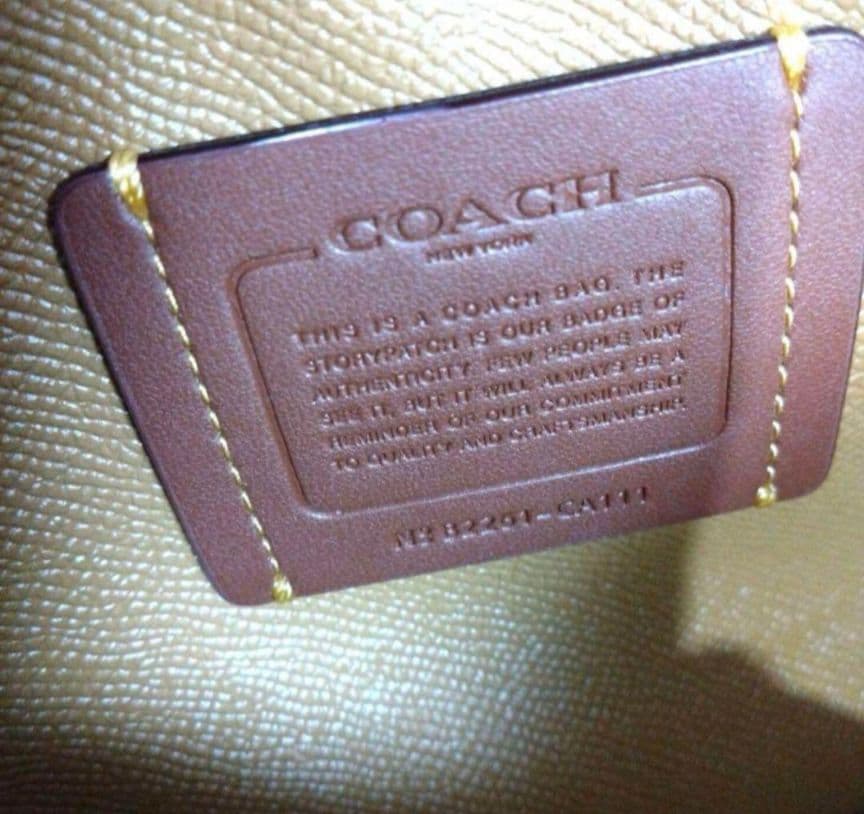 COACH
NEW YORK
THIS IS A COACH BAG. THE
STORYPATCH IS OUR BADGE OF
AUTHENTICITY FEW PEOPLE MAY
SEE IT, BUT IT WILL ALWAYS BE A
REMINDER OF OUR COMMITMENT
TO QUALITY AND CRAFTSMANSHIP.
Nº